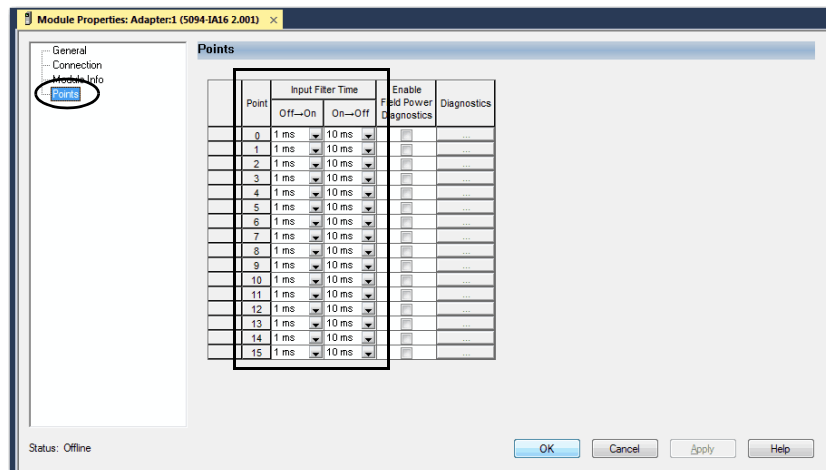 Module Properties: Adapter:1 (5094-IA16 2.001) ×
General
Connection
Module Info
Points
Points
Point Input Filter Time Enable Field Power Diagnostics Diagnostics
Off→On On→Off
0 1 ms 10 ms ...
1 1 ms 10 ms ...
2 1 ms 10 ms ...
3 1 ms 10 ms ...
4 1 ms 10 ms ...
5 1 ms 10 ms ...
6 1 ms 10 ms ...
7 1 ms 10 ms ...
8 1 ms 10 ms ...
9 1 ms 10 ms ...
10 1 ms 10 ms ...
11 1 ms 10 ms ...
12 1 ms 10 ms ...
13 1 ms 10 ms ...
14 1 ms 10 ms ...
15 1 ms 10 ms ...
Status: Offline
OK Cancel Apply Help